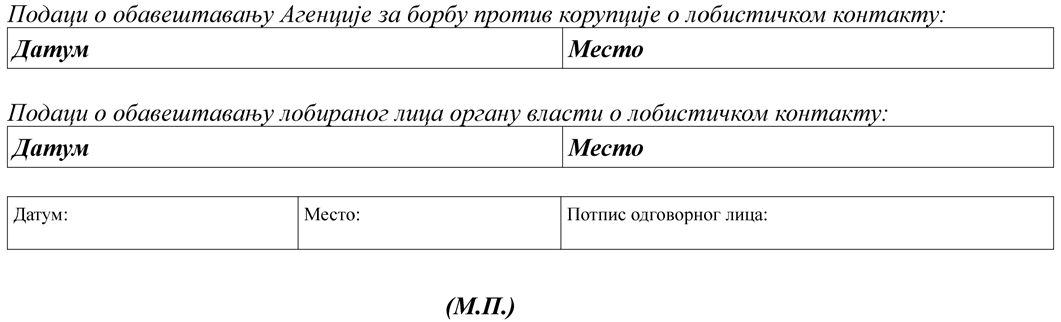 Подаци о обавештавању Агенције за борбу против корупције о лобистичком контакту:
Датум Место
Подаци о обавештавању лобираног лица органу власти о лобистичком контакту:
Датум Место
Датум: Место: Потпис одговорног лица:
(М.П.)